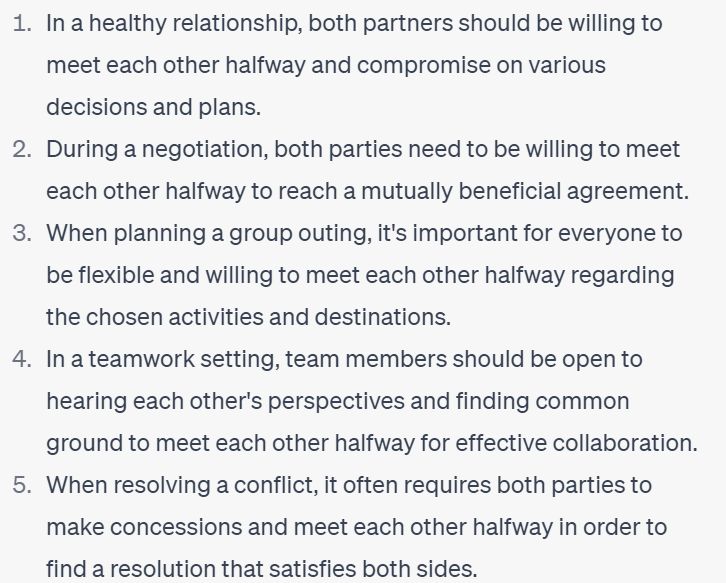 1. In a healthy relationship, both partners should be willing to
meet each other halfway and compromise on various
decisions and plans.
2. During a negotiation, both parties need to be willing to meet
each other halfway to reach a mutually beneficial agreement.
3. When planning a group outing, it's important for everyone to
be flexible and willing to meet each other halfway regarding
the chosen activities and destinations.
4. In a teamwork setting, team members should be open to
hearing each other's perspectives and finding common
ground to meet each other halfway for effective collaboration.
5. When resolving a conflict, it often requires both parties to
make concessions and meet each other halfway in order to
find a resolution that satisfies both sides.